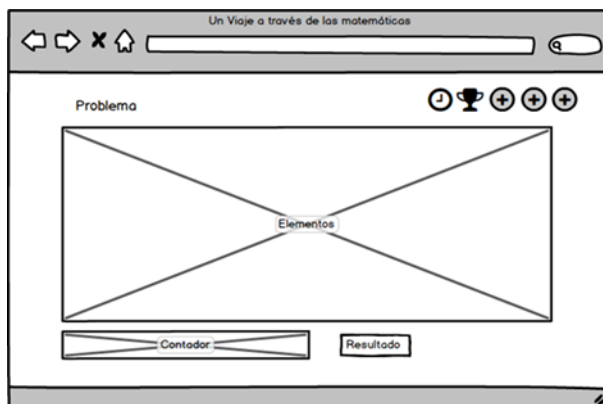 Un Viaje a través de las matemáticas
Problema
Elementos
Contador
Resultado